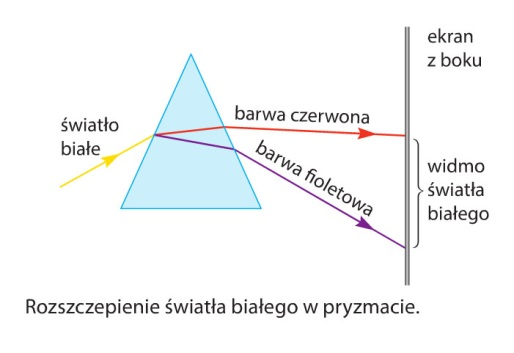 ekran
z boku
światło
białe
barwa czerwona
barwa fioletowa
widmo
światła
białego
Rozszczepienie światła białego w pryzmacie.